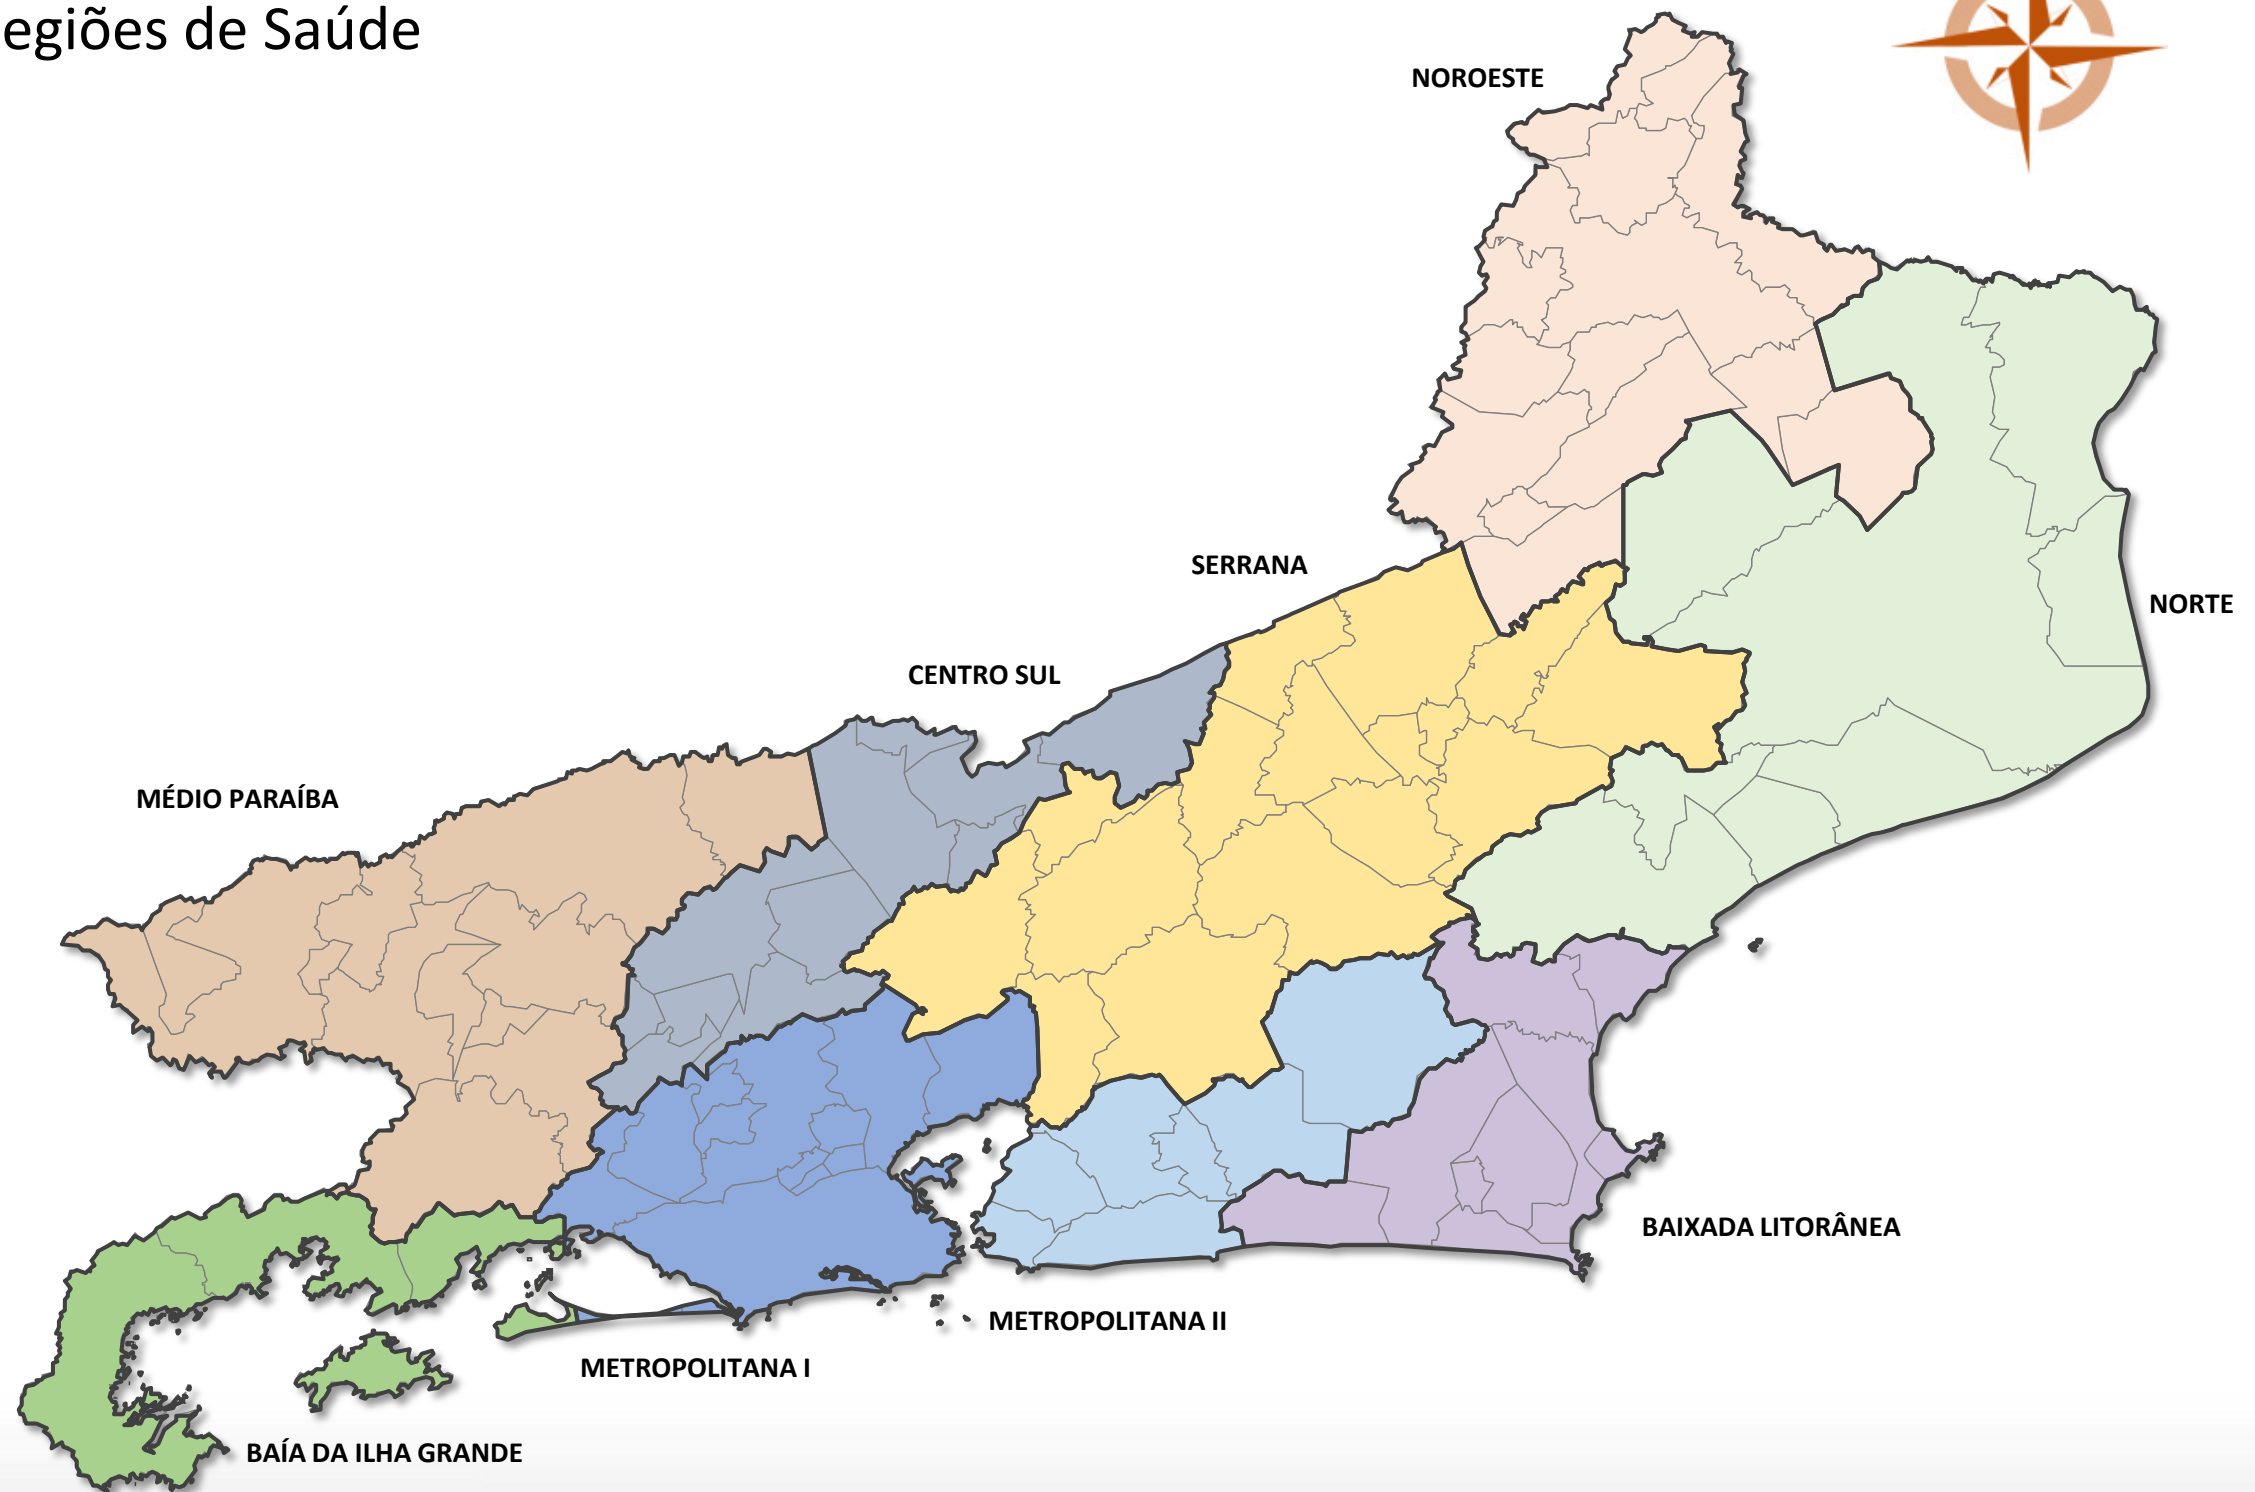 egiões de Saúde
NOROESTE
SERRANA
NORTE
CENTRO SUL
MÉDIO PARAÍBA
BAIXADA LITORÂNEA
METROPOLITANA II
METROPOLITANA I
BAÍA DA ILHA GRANDE